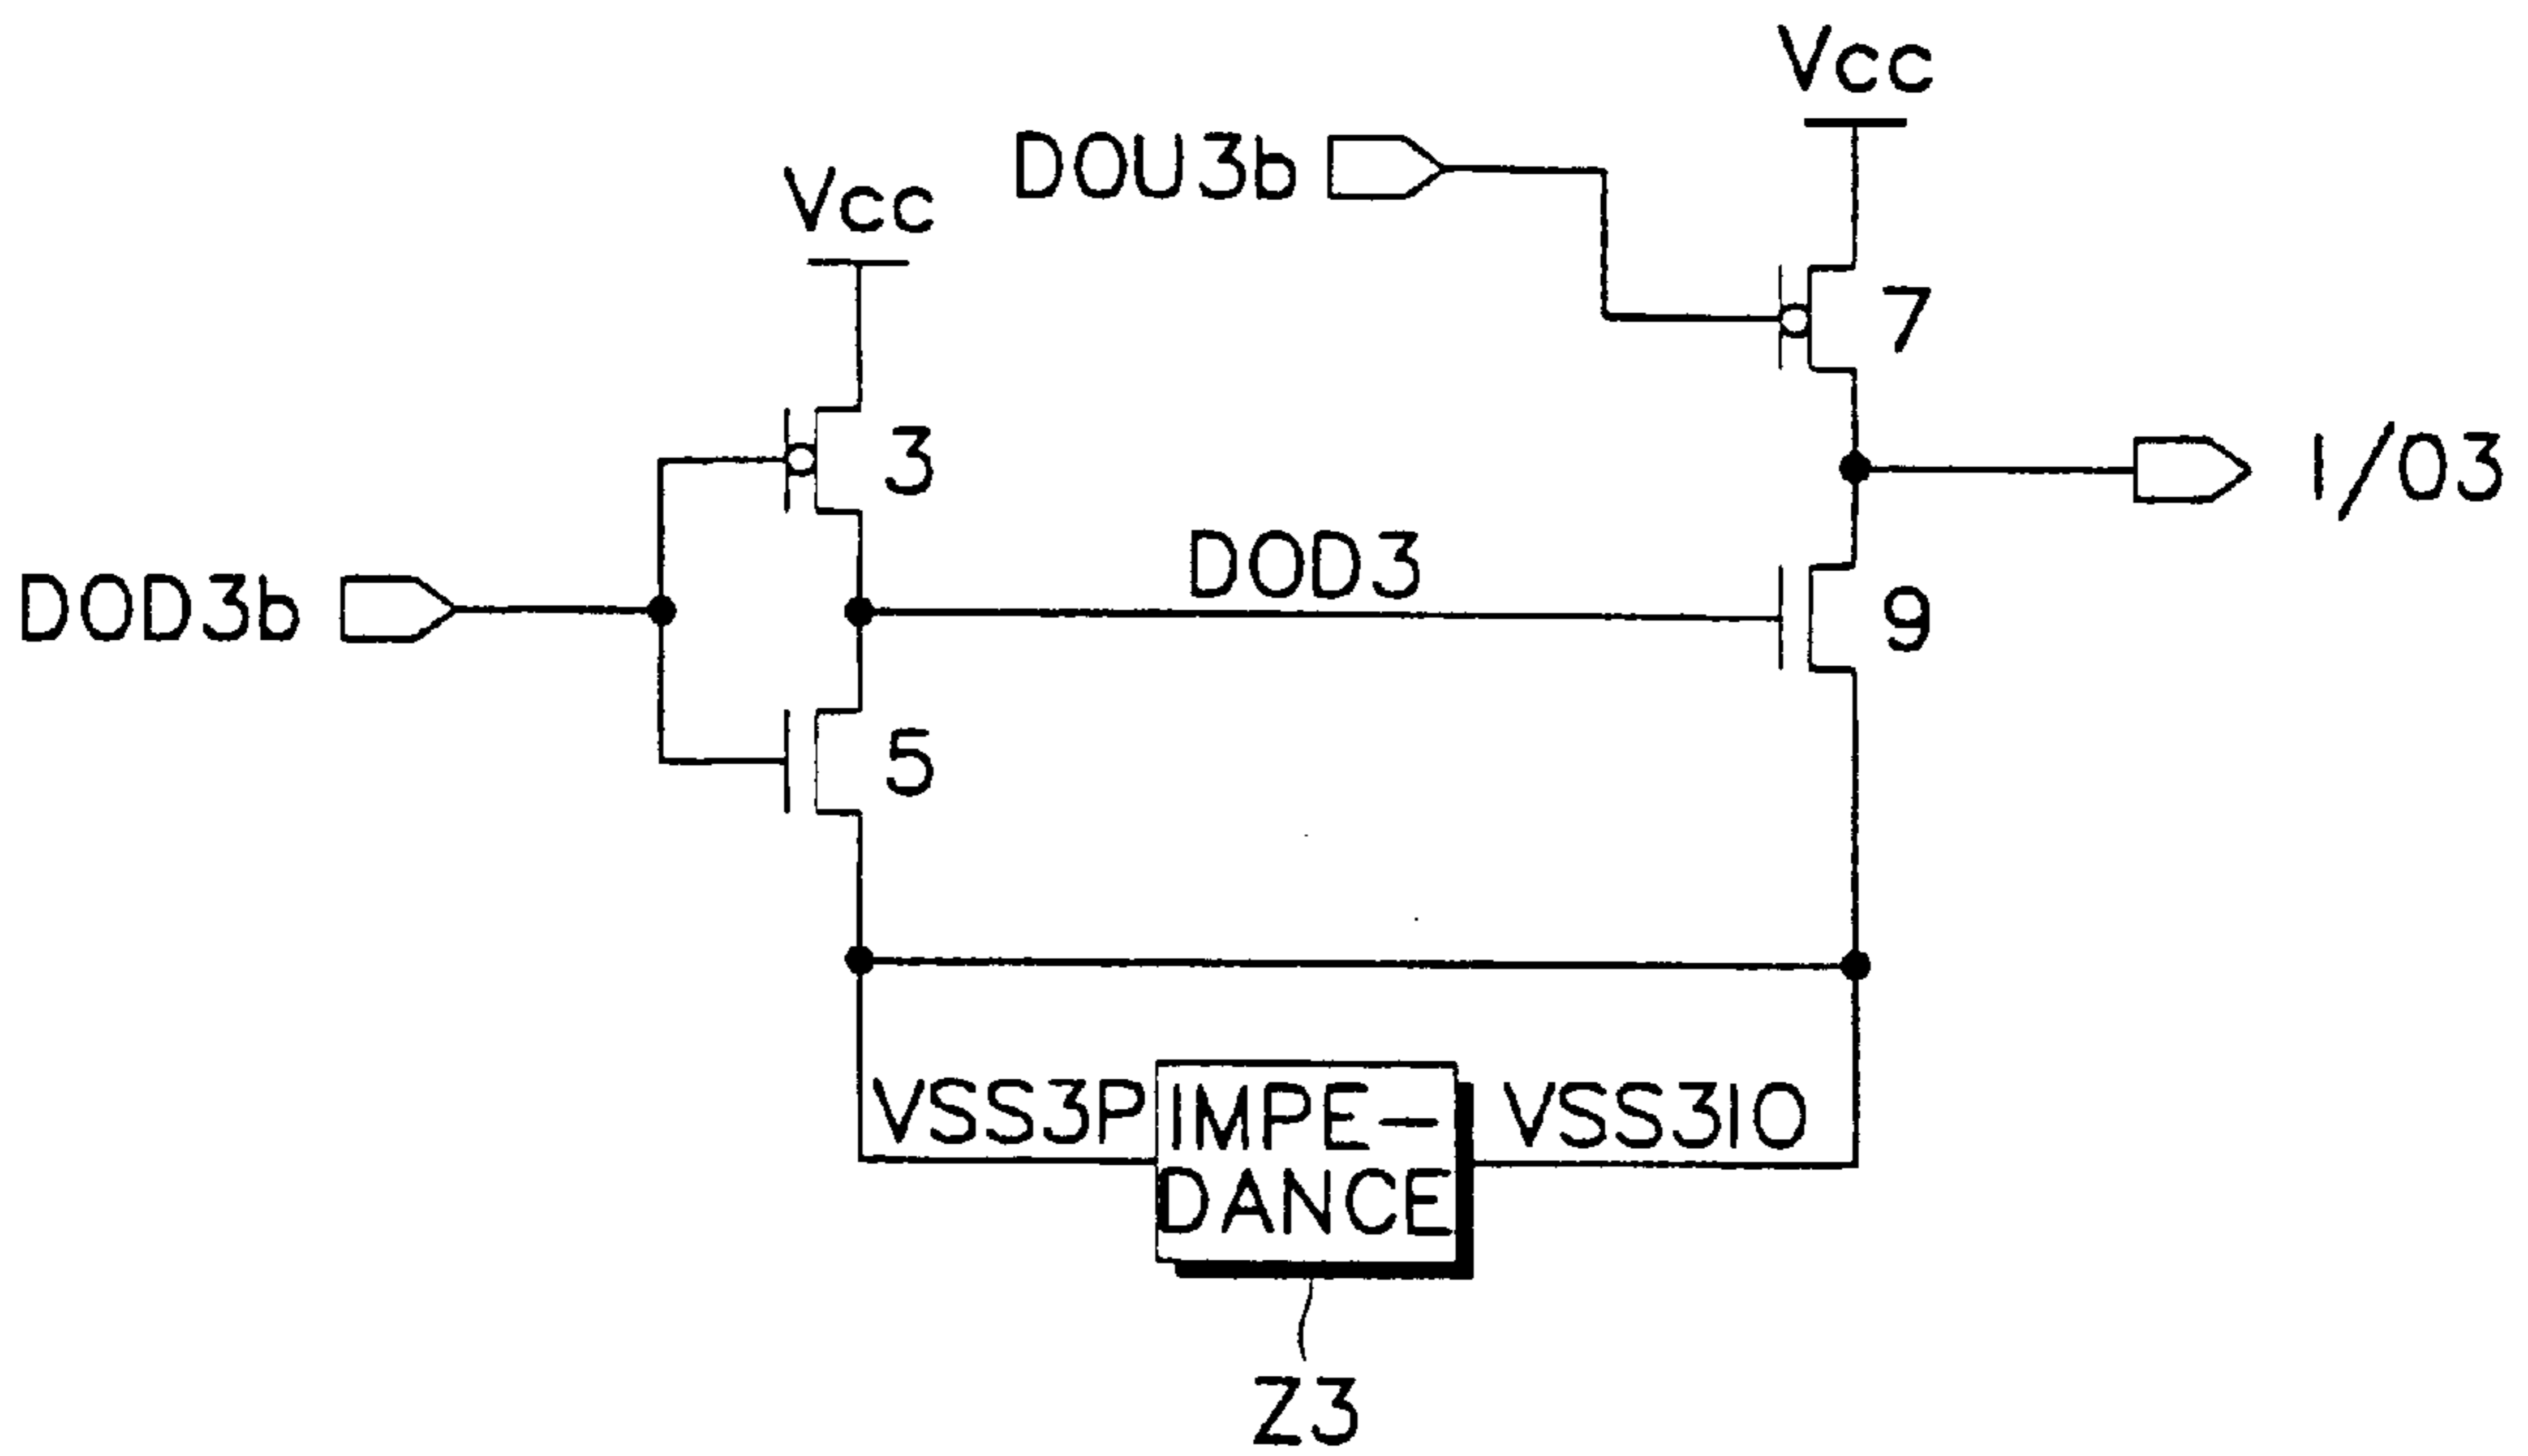 Vcc
DOU3b
Vcc
7
3
I/O3
DOD3
DOD3b
9
5
VSS3P
IMPE-
DANCE
VSS3IO
Z3